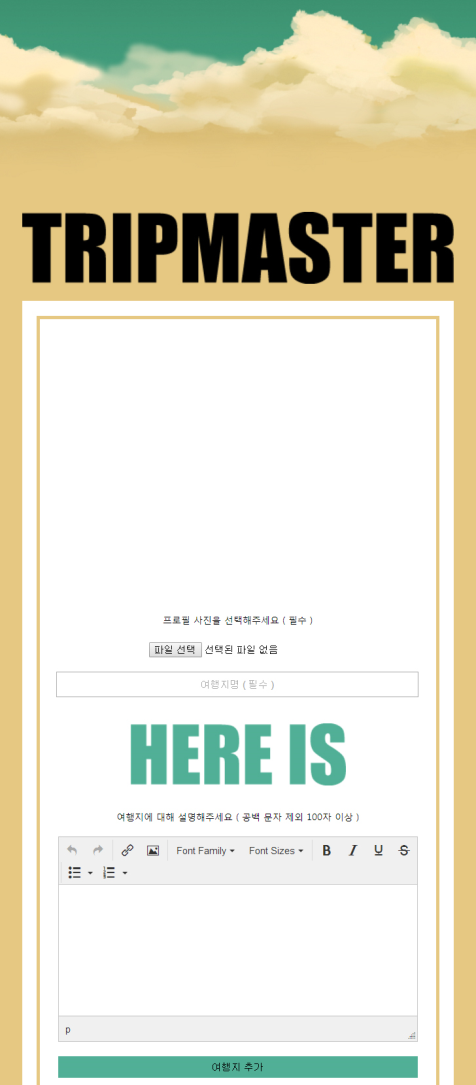 TRIPMASTER
프로필 사진을 선택해주세요 ( 필수 )
파일 선택 선택된 파일 없음
여행지명 ( 필수 )
HERE IS
여행지에 대해 설명해주세요 ( 공백 문자 제외 100자 이상 )
Font Family Font Sizes B I U S
p
여행지 추가